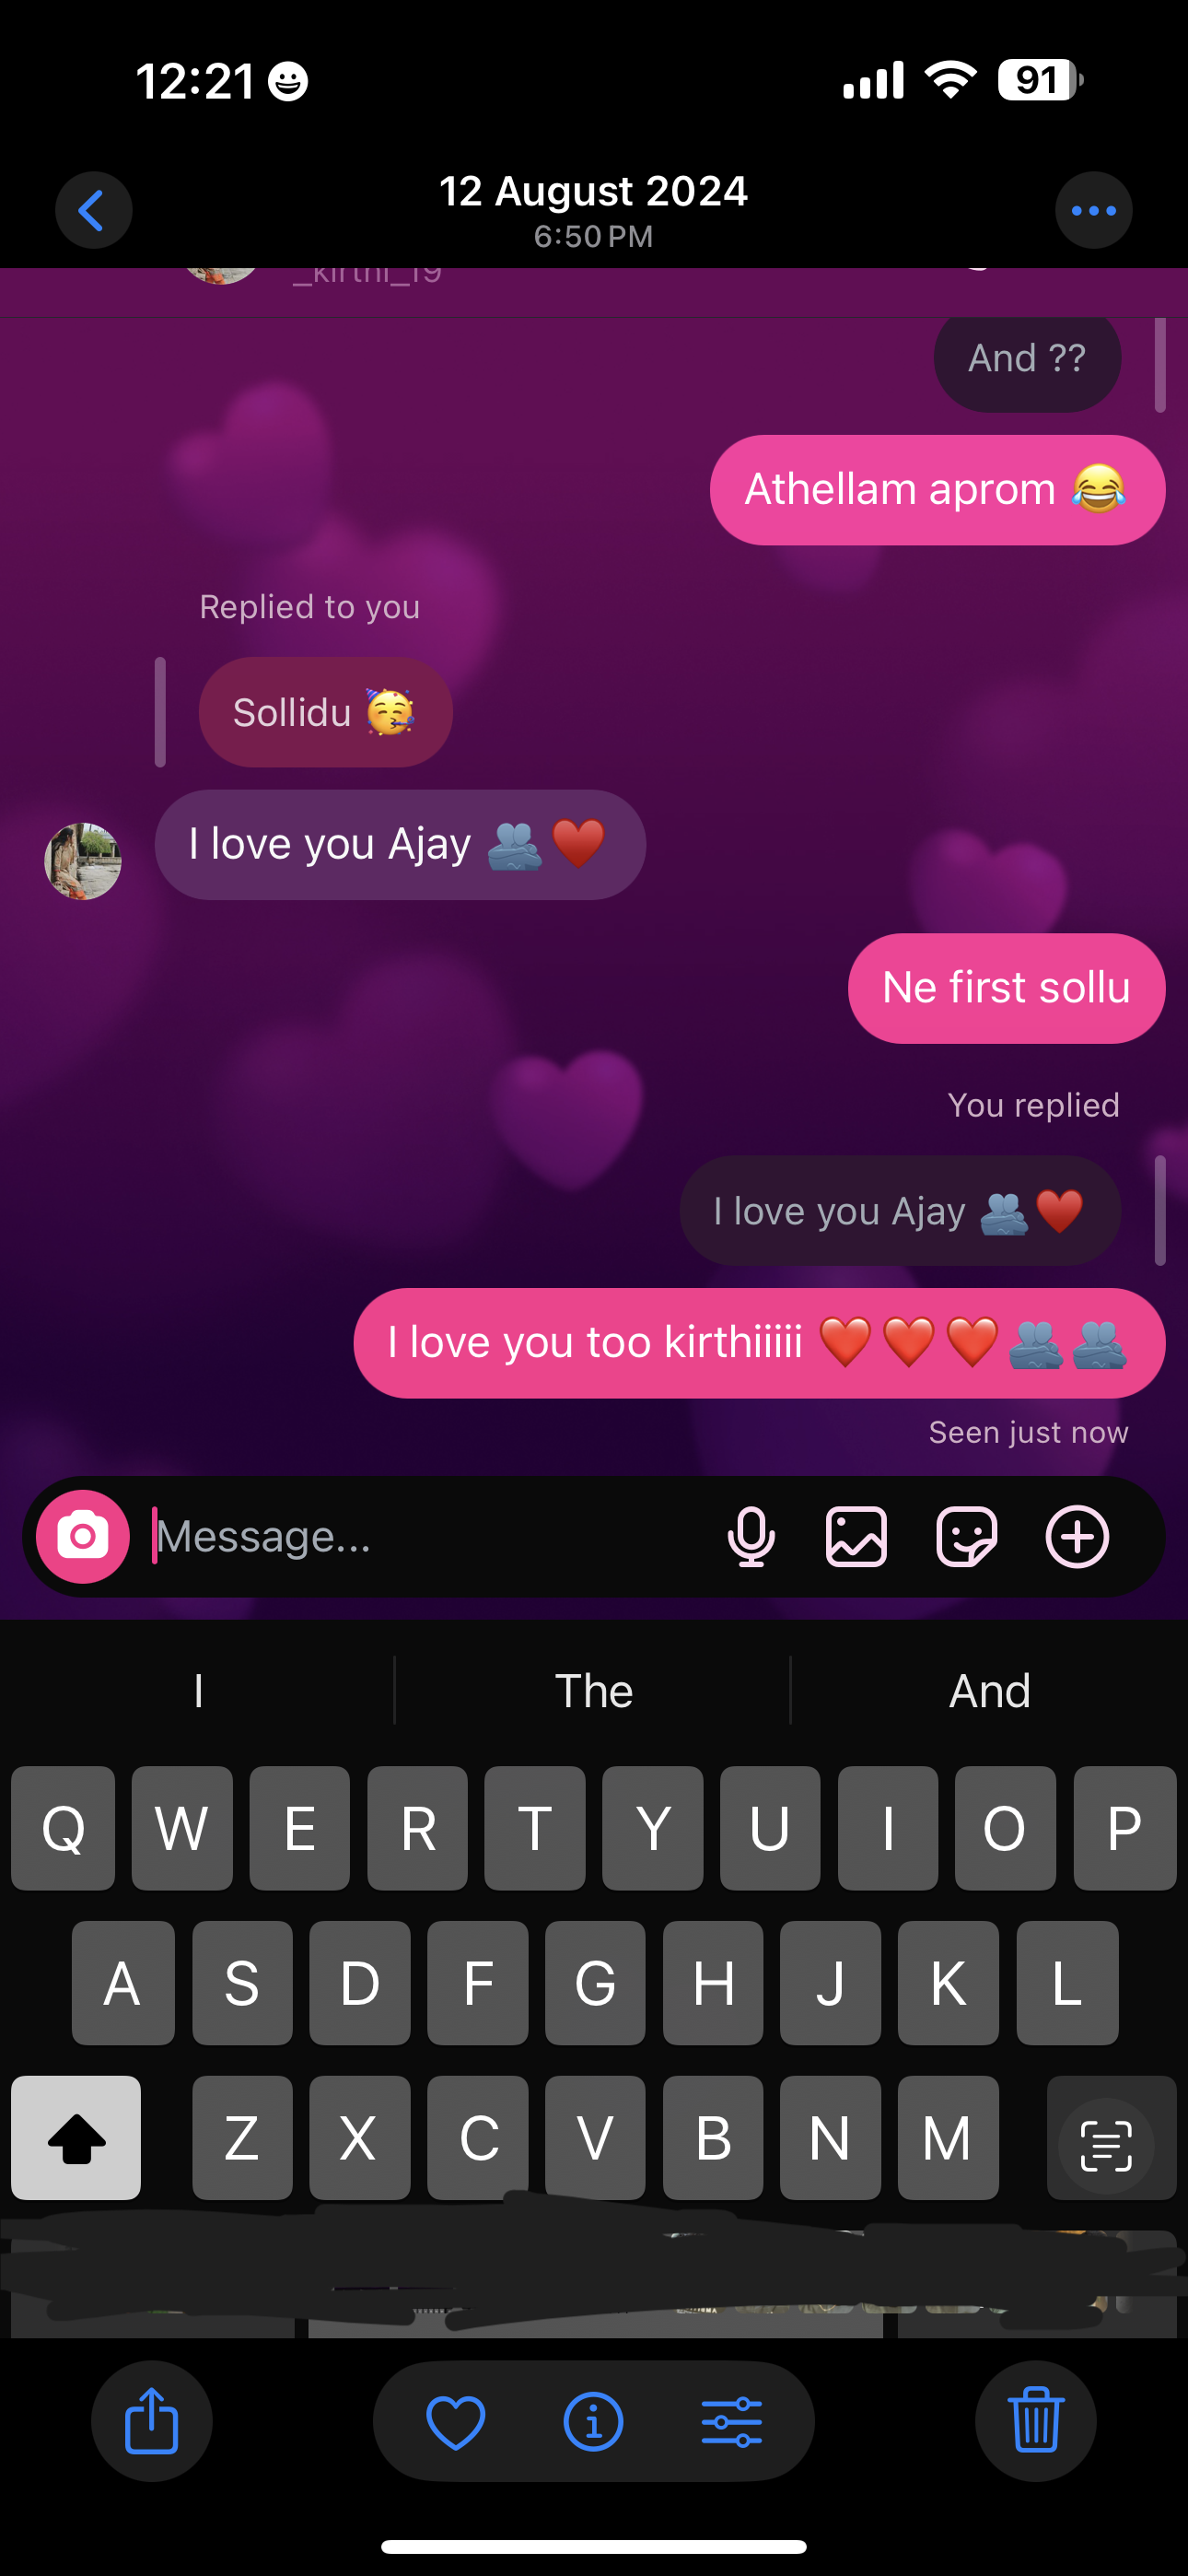 12:21
91
12 August 2024
6:50 PM
_kirthi_19
And ??
Athellam aprom 😂
Replied to you
Sollidu 🥳
I love you Ajay 🫂♥️
Ne first sollu
You replied
I love you Ajay 🫂♥️
I love you too kirthiiiii ❤️❤️❤️🫂🫂
Seen just now
Message...
I The And
Q W E R T Y U I O P
A S D F G H J K L
Z X C V B N M